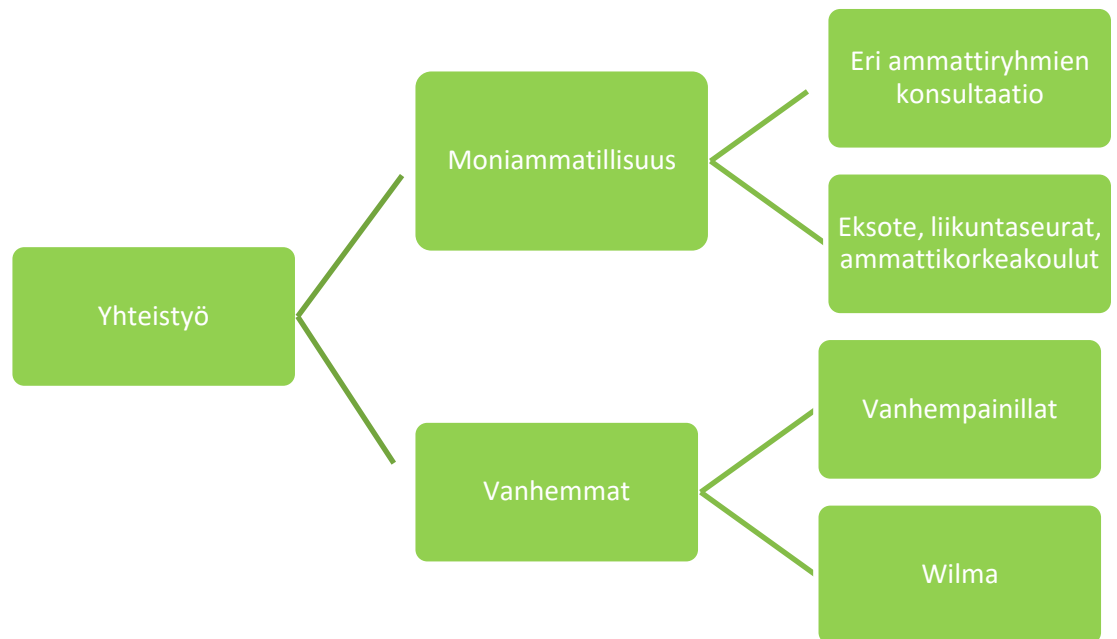 Eri ammattiryhmien
konsultaatio
Moniammatillisuus
Eksote, liikuntaseurat,
ammattikorkeakoulut
Yhteistyö
Vanhempainillat
Vanhemmat
Wilma